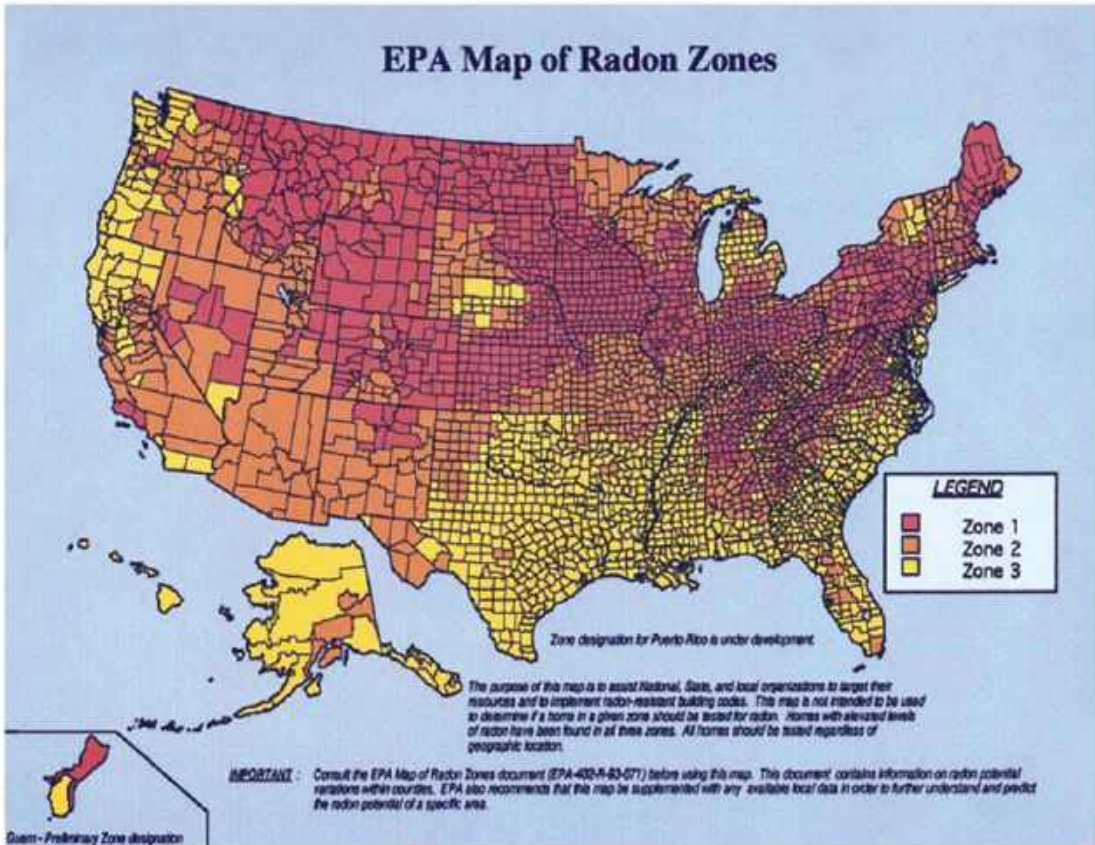 EPA Map of Radon Zones
LEGEND
Zone 1
Zone 2
Zone 3
Zone designation for Puerto Rico is under development.
The purpose of this map is to assist National, State, and local organizations to target their
resources and to implement radon-resistant building codes. This map is not intended to be used
to determine if a home in a given zone should be tested for radon. Homes with elevated levels
of radon have been found in all three zones. All homes should be tested regardless of
geographic location.
IMPORTANT : Consult the EPA Map of Radon Zones document (EPA-402-R-93-071) before using this map. This document contains information on radon potential
variations within counties. EPA also recommends that this map be supplemented with any available local data in order to further understand and predict
the radon potential of a specific area.
Guam - Preliminary Zone designation